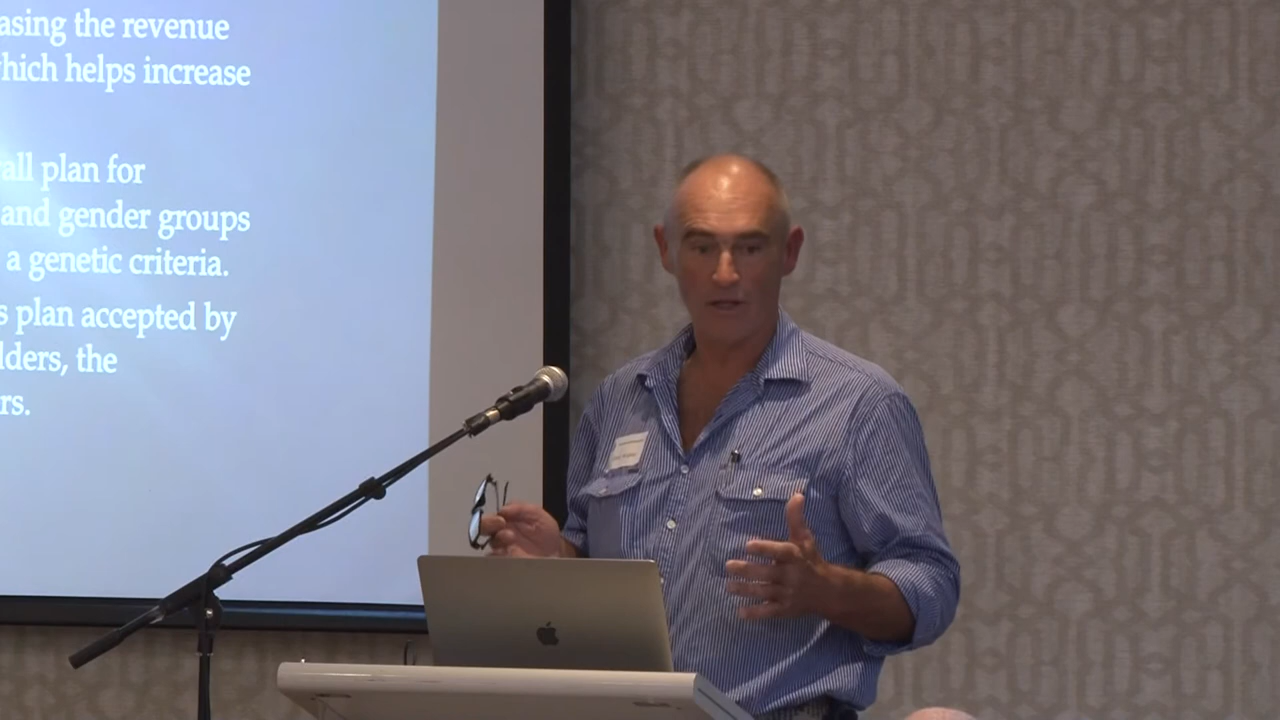 asing the revenue
hich helps increase
all plan for
and gender groups
a genetic criteria.
s plan accepted by
lders, the
rs.